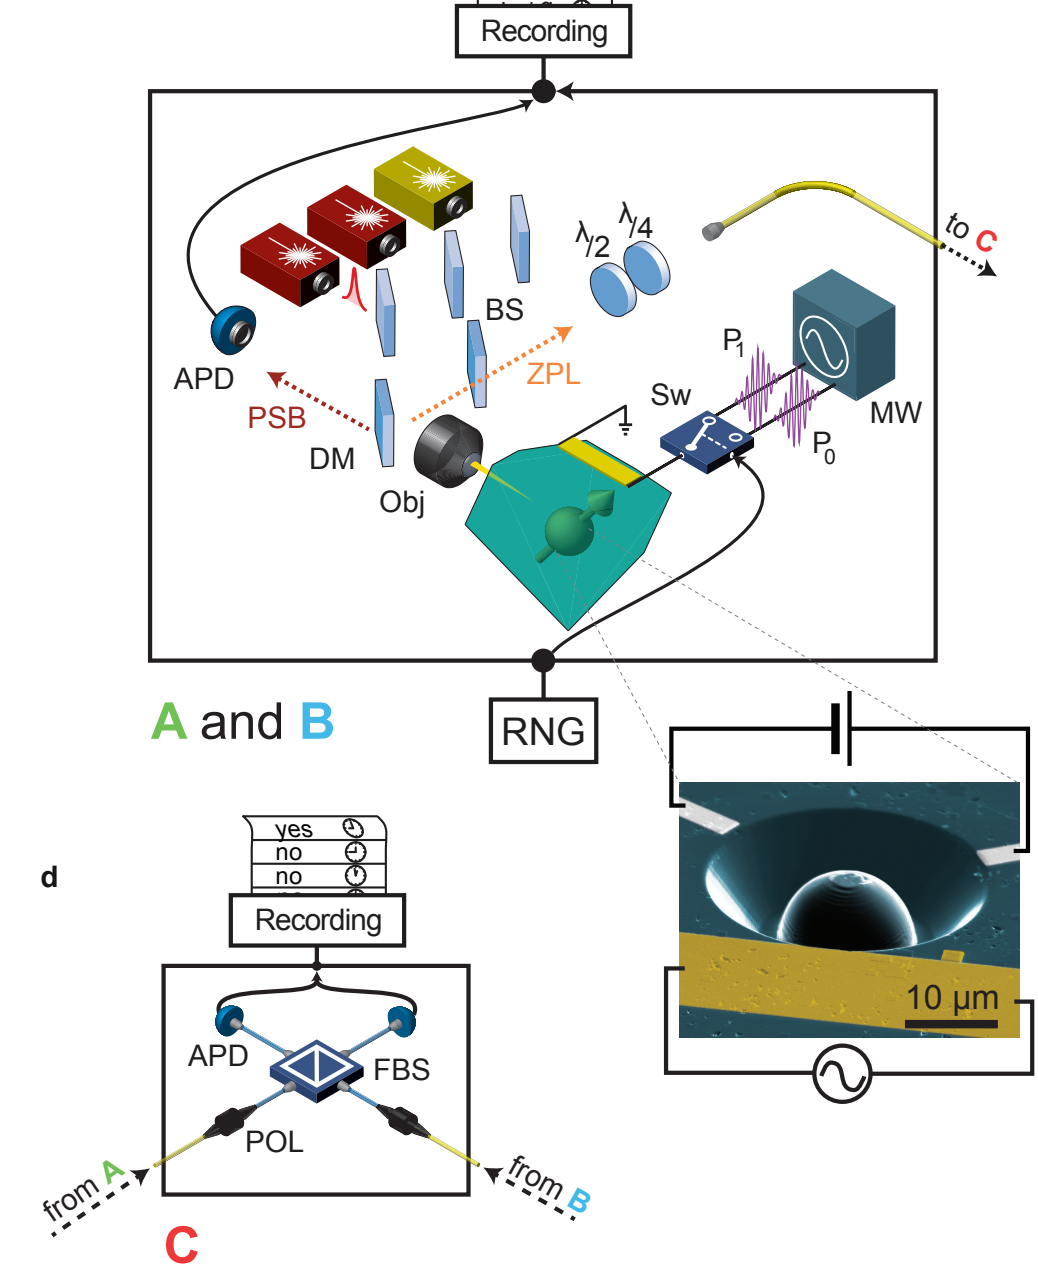 Recording
to C
λ/2
λ/4
BS
APD
PSB
ZPL
DM
Obj
Sw
P1
P0
MW
A and B
RNG
d
yes
no
no
Recording
10 µm
APD
FBS
POL
from A
from B
C